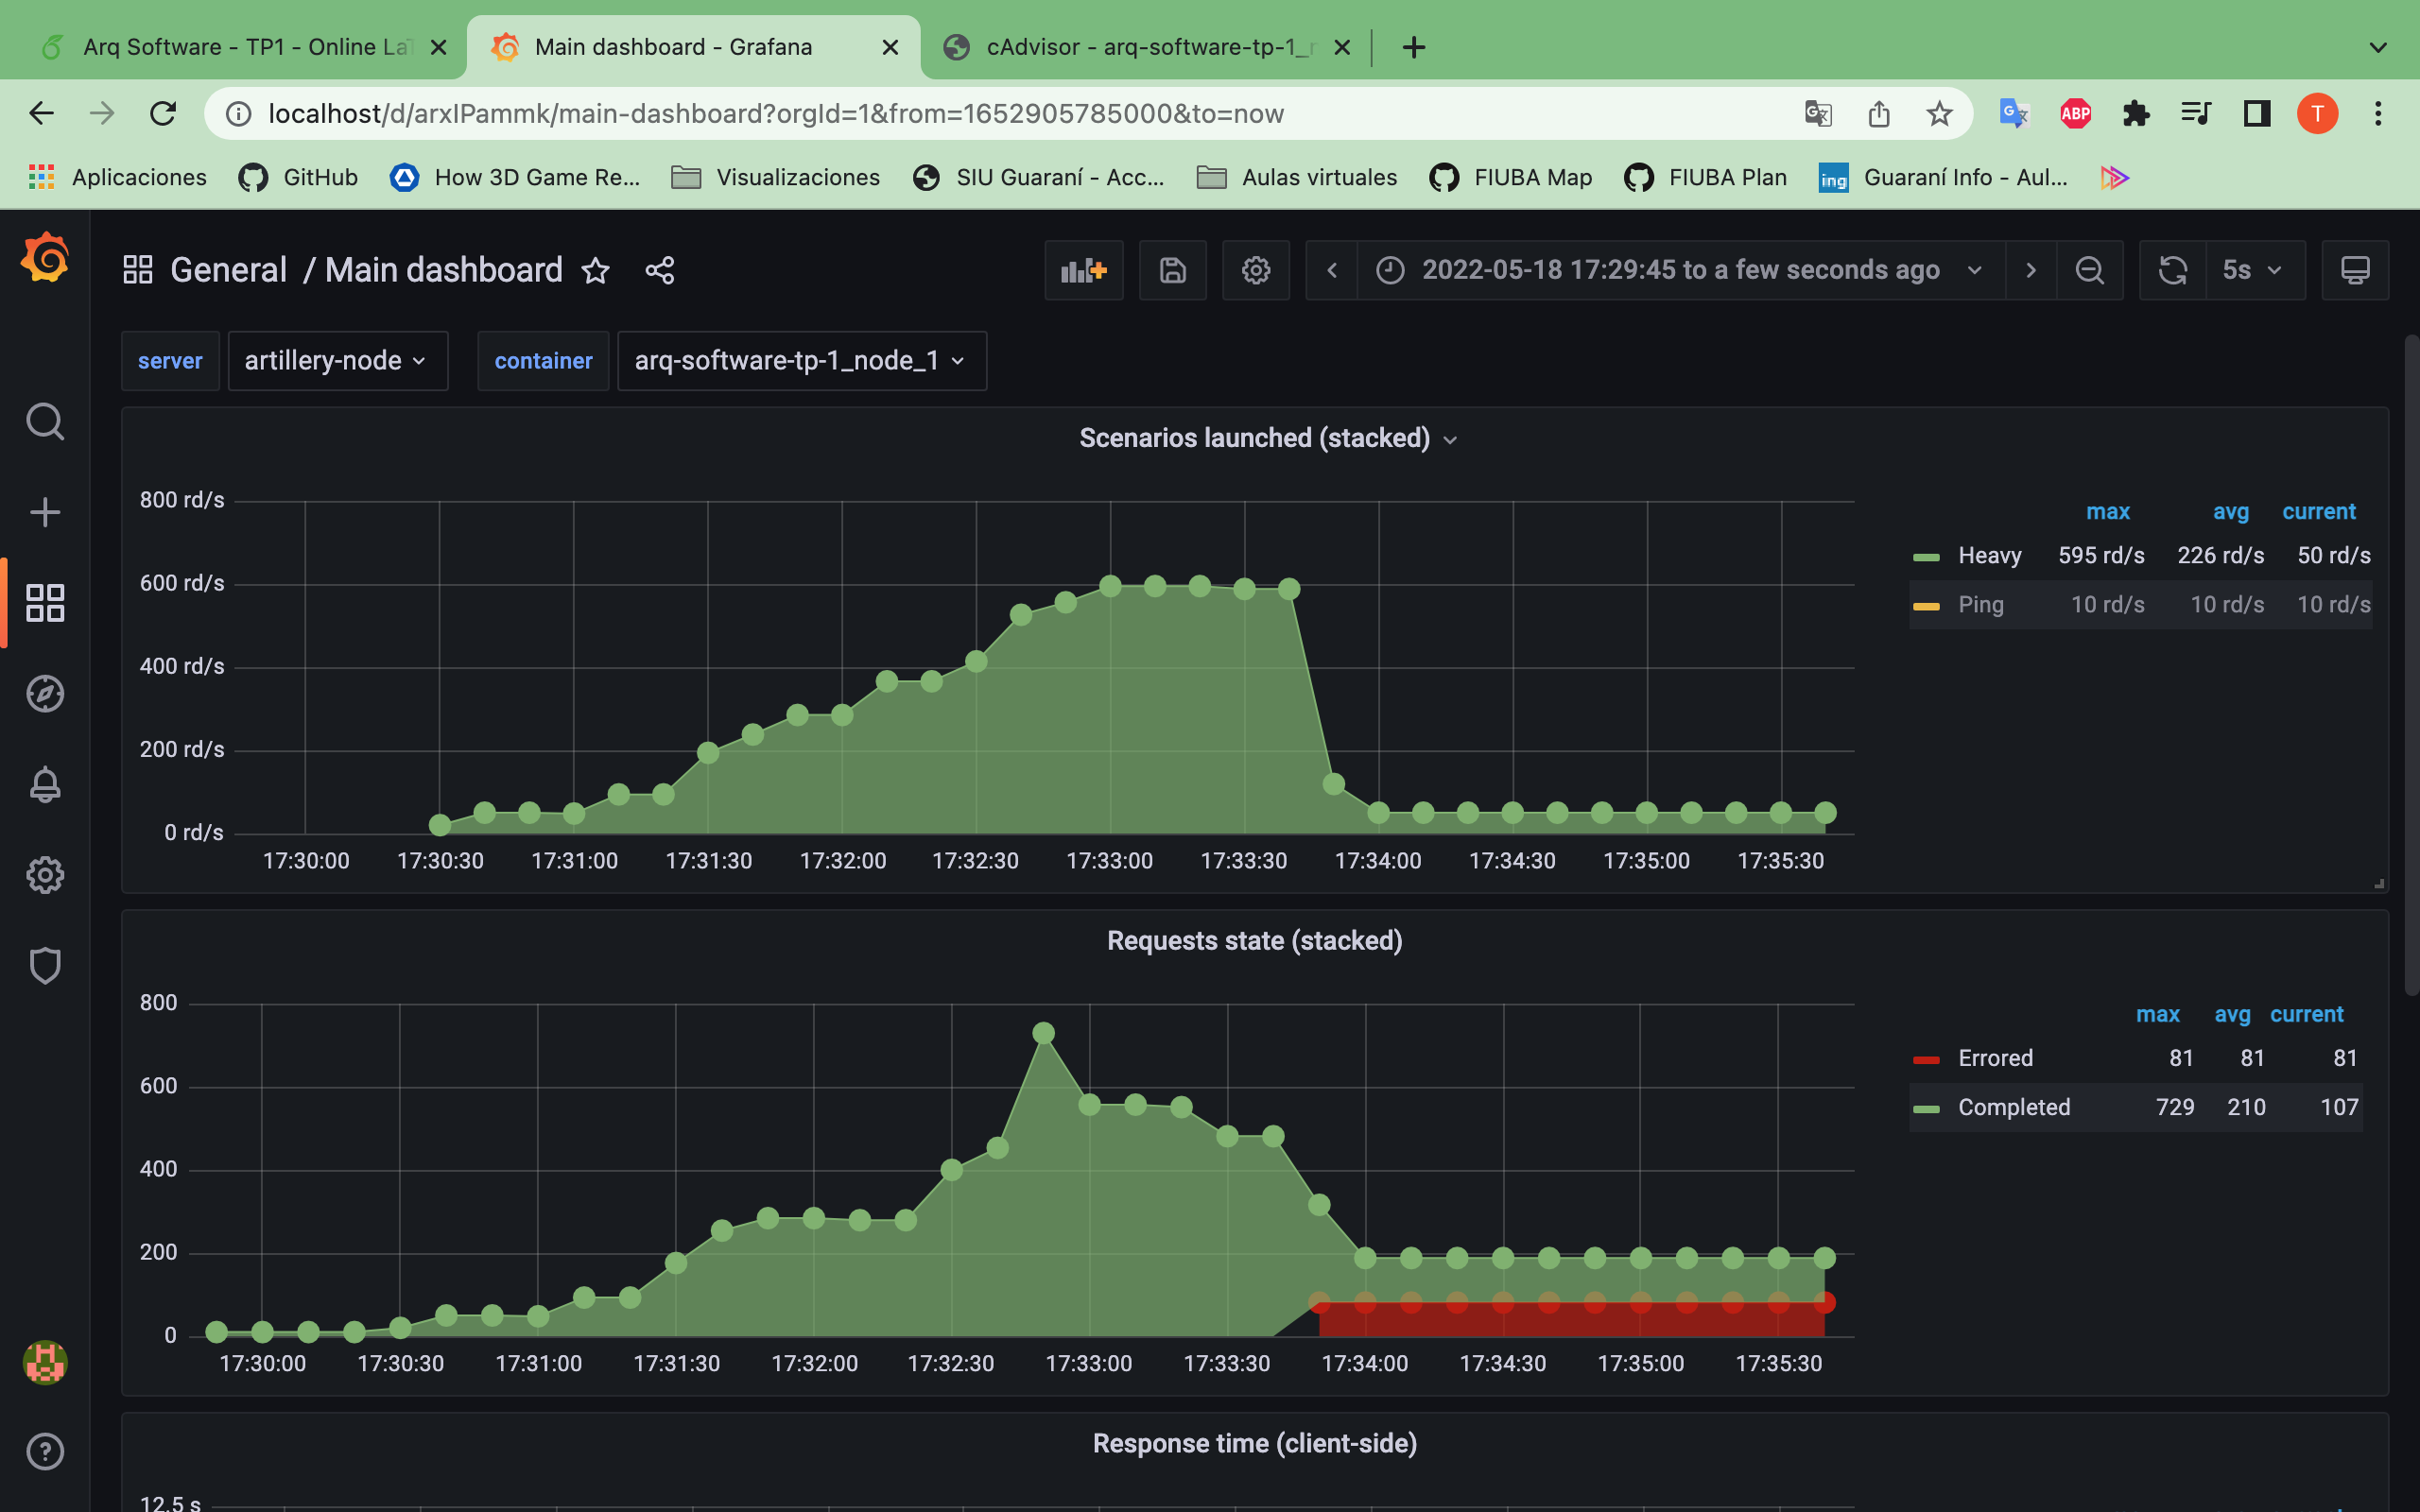 Arq Software - TP1 - Online La
Main dashboard - Grafana
cAdvisor - arq-software-tp-1_
localhost/d/arxIPammk/main-dashboard?orgId=1&from=1652905785000&to=now
ABP
T
Aplicaciones
GitHub
How 3D Game Re...
Visualizaciones
SIU Guaraní - Acc...
Aulas virtuales
FIUBA Map
FIUBA Plan
ing
Guaraní Info - Aul...
General / Main dashboard
2022-05-18 17:29:45 to a few seconds ago
5s
server
artillery-node
container
arq-software-tp-1_node_1
Scenarios launched (stacked)
800 rd/s
600 rd/s
400 rd/s
200 rd/s
0 rd/s
17:30:00 17:30:30 17:31:00 17:31:30 17:32:00 17:32:30 17:33:00 17:33:30 17:34:00 17:34:30 17:35:00 17:35:30
max avg current
Heavy 595 rd/s 226 rd/s 50 rd/s
Ping 10 rd/s 10 rd/s 10 rd/s
Requests state (stacked)
800
600
400
200
0
17:30:00 17:30:30 17:31:00 17:31:30 17:32:00 17:32:30 17:33:00 17:33:30 17:34:00 17:34:30 17:35:00 17:35:30
max avg current
Errored 81 81 81
Completed 729 210 107
Response time (client-side)
12.5 s